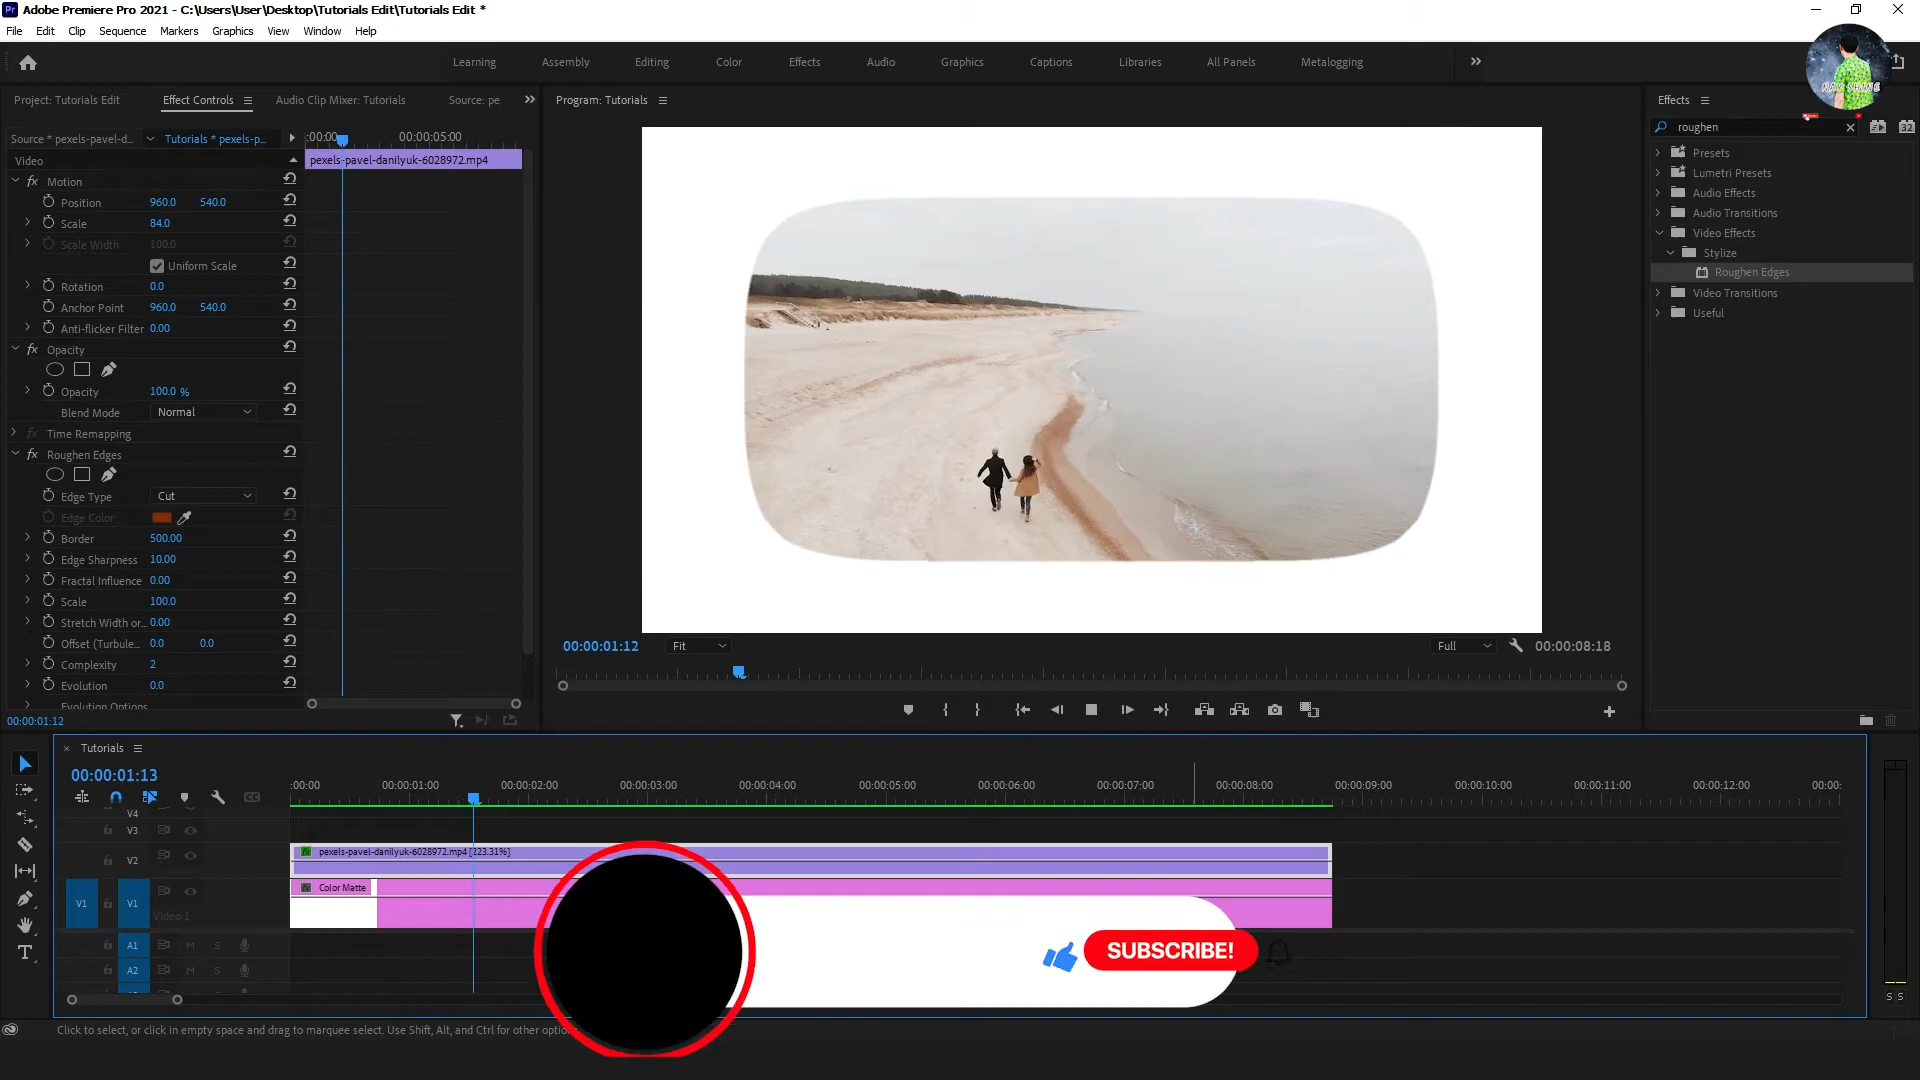 Pr Adobe Premiere Pro 2021 - C:\Users\User\Desktop\Tutorials Edit\Tutorials Edit *
File Edit Clip Sequence Markers Graphics View Window Help
Learning Assembly Editing Color Effects Audio Graphics Captions Libraries All Panels Metalogging
NAY SHINE
Project: Tutorials Edit Effect Controls Audio Clip Mixer: Tutorials Source: pe
Program: Tutorials
Effects
Source * pexels-pavel-d... Tutorials * pexels-p...
:00:00 00:00:05:00
Video
pexels-pavel-danilyuk-6028972.mp4
fx Motion
Position 960.0 540.0
Scale 84.0
Scale Width 100.0
Uniform Scale
Rotation 0.0
Anchor Point 960.0 540.0
Anti-flicker Filter 0.00
fx Opacity
Opacity 100.0 %
Blend Mode Normal
fx Time Remapping
fx Roughen Edges
Edge Type Cut
Edge Color
Border 500.00
Edge Sharpness 10.00
Fractal Influence 0.00
Scale 100.0
Stretch Width or... 0.00
Offset (Turbule... 0.0 0.0
Complexity 2
Evolution 0.0
Evolution Options
00:00:01:12
00:00:01:12 Fit Full 00:00:08:18
roughen 32
Presets
Lumetri Presets
Audio Effects
Audio Transitions
Video Effects
Stylize
Roughen Edges
Video Transitions
Useful
× Tutorials
00:00:01:13
:00:00 00:00:01:00 00:00:02:00 00:00:03:00 00:00:04:00 00:00:05:00 00:00:06:00 00:00:07:00 00:00:08:00 00:00:09:00 00:00:10:00 00:00:11:00 00:00:12:00 00:00:
CC
V4
V3
V2
fx pexels-pavel-danilyuk-6028972.mp4 [223.31%]
V1 V1 Video 1
fx Color Matte
A1 M S
A2 M S
SUBSCRIBE!
S S
T
Click to select, or click in empty space and drag to marquee select. Use Shift, Alt, and Ctrl for other option